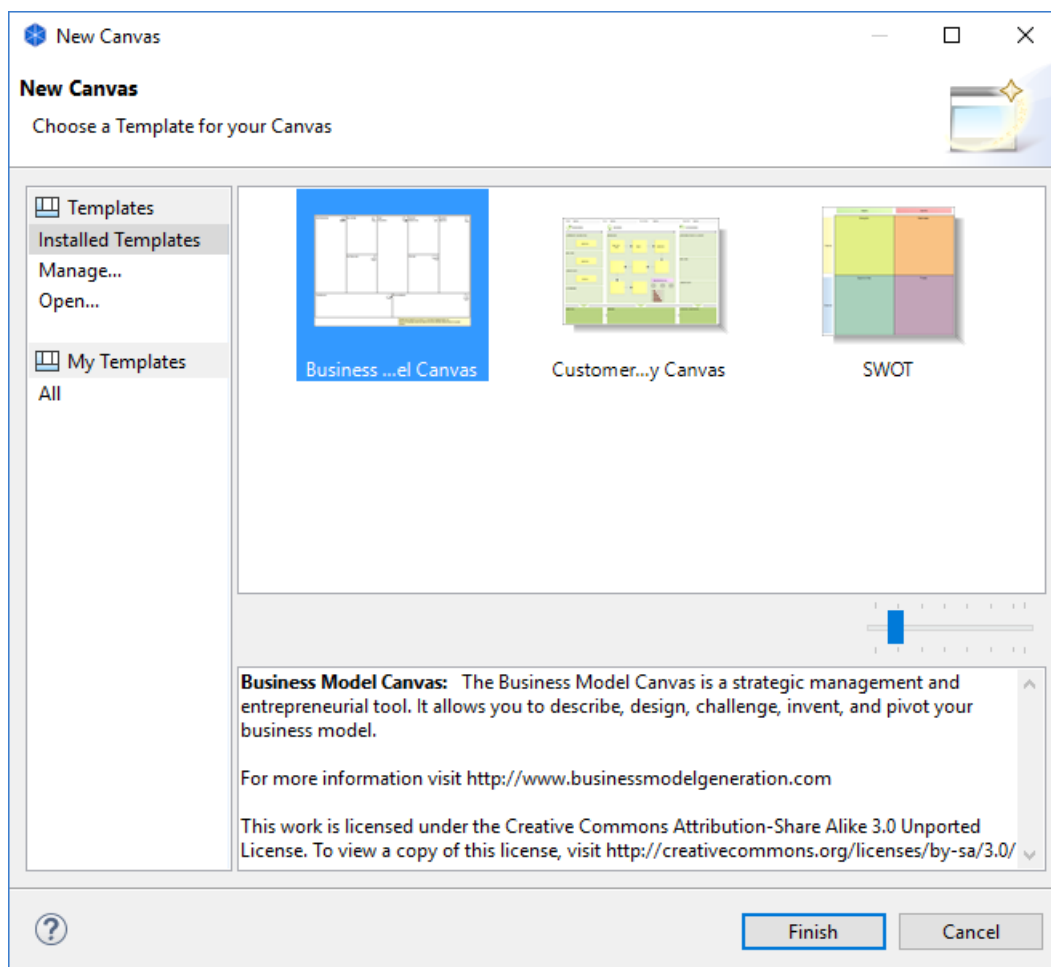 New Canvas
New Canvas
Choose a Template for your Canvas
Templates
Installed Templates
Manage...
Open...
My Templates
All
Business ...el Canvas
Customer...y Canvas
SWOT
Business Model Canvas: The Business Model Canvas is a strategic management and
entrepreneurial tool. It allows you to describe, design, challenge, invent, and pivot your
business model.
For more information visit http://www.businessmodelgeneration.com
This work is licensed under the Creative Commons Attribution-Share Alike 3.0 Unported
License. To view a copy of this license, visit http://creativecommons.org/licenses/by-sa/3.0/
?
Finish
Cancel